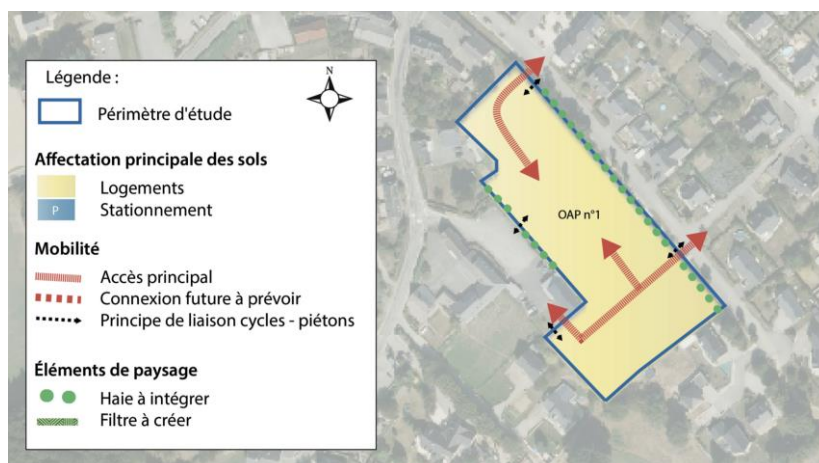 Légende :
N
Périmètre d'étude
Affectation principale des sols
Logements
P
Stationnement
Mobilité
Accès principal
Connexion future à prévoir
Principe de liaison cycles - piétons
Éléments de paysage
Haie à intégrer
Filtre à créer
OAP n°1